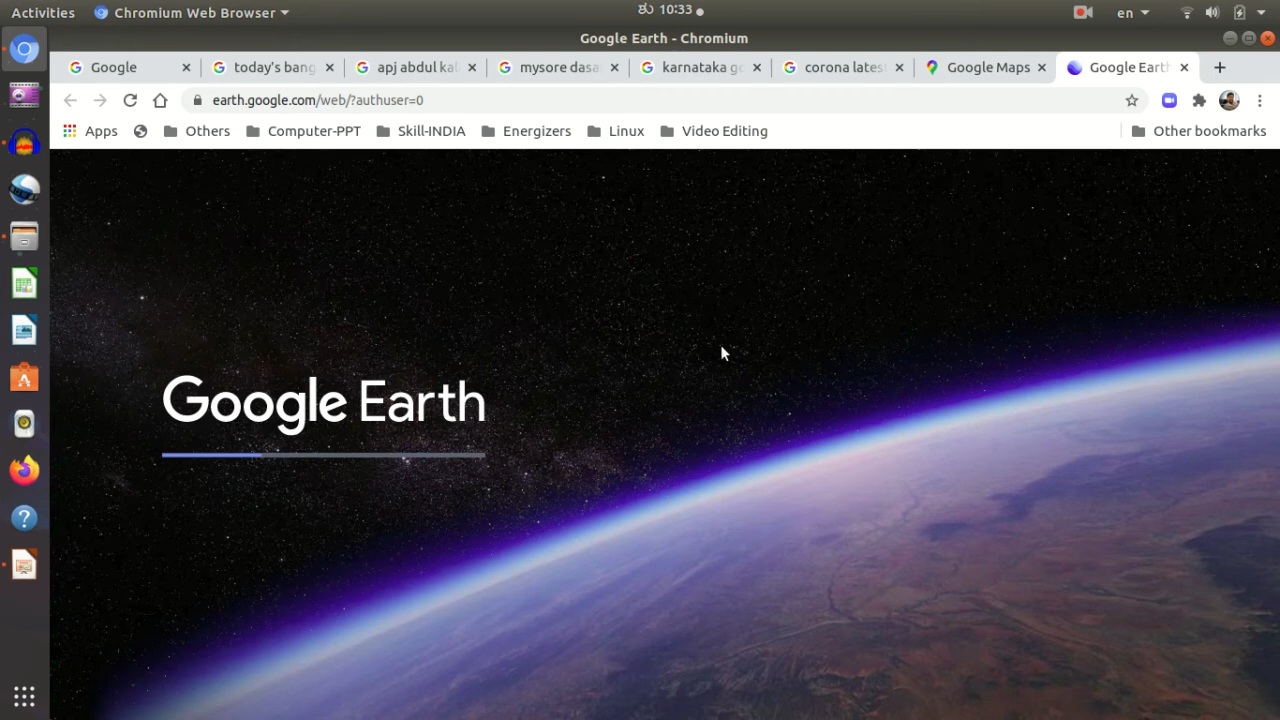 Activities
Chromium Web Browser
ಶು 10:33
en
Google Earth - Chromium
Google
today's bang
apj abdul kal
mysore dasa
karnataka go
corona latest
Google Maps
Google Earth
earth.google.com/web/?authuser=0
Apps
Others
Computer-PPT
Skill-INDIA
Energizers
Linux
Video Editing
Other bookmarks
Google Earth